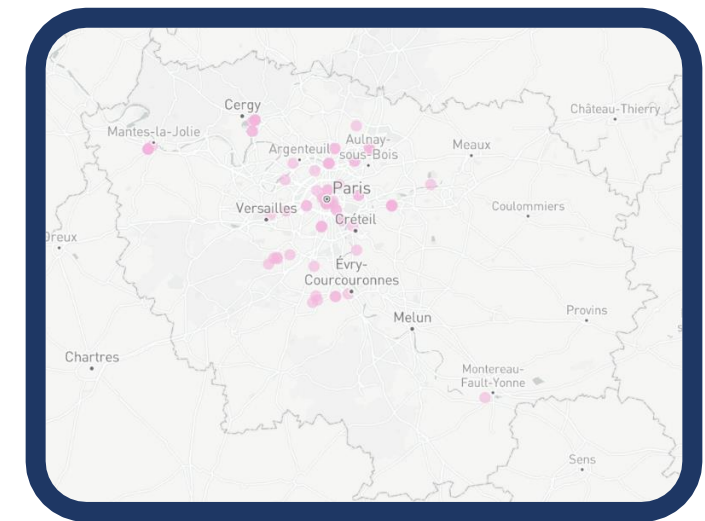 Cergy
Château-Thierry
Mantes-la-Jolie
Argenteuil
Aulnay-
sous-Bois
Meaux
Paris
Versailles
Créteil
Coulommiers
Dreux
Évry-
Courcouronnes
Melun
Provins
Chartres
Montereau-
Fault-Yonne
Sens